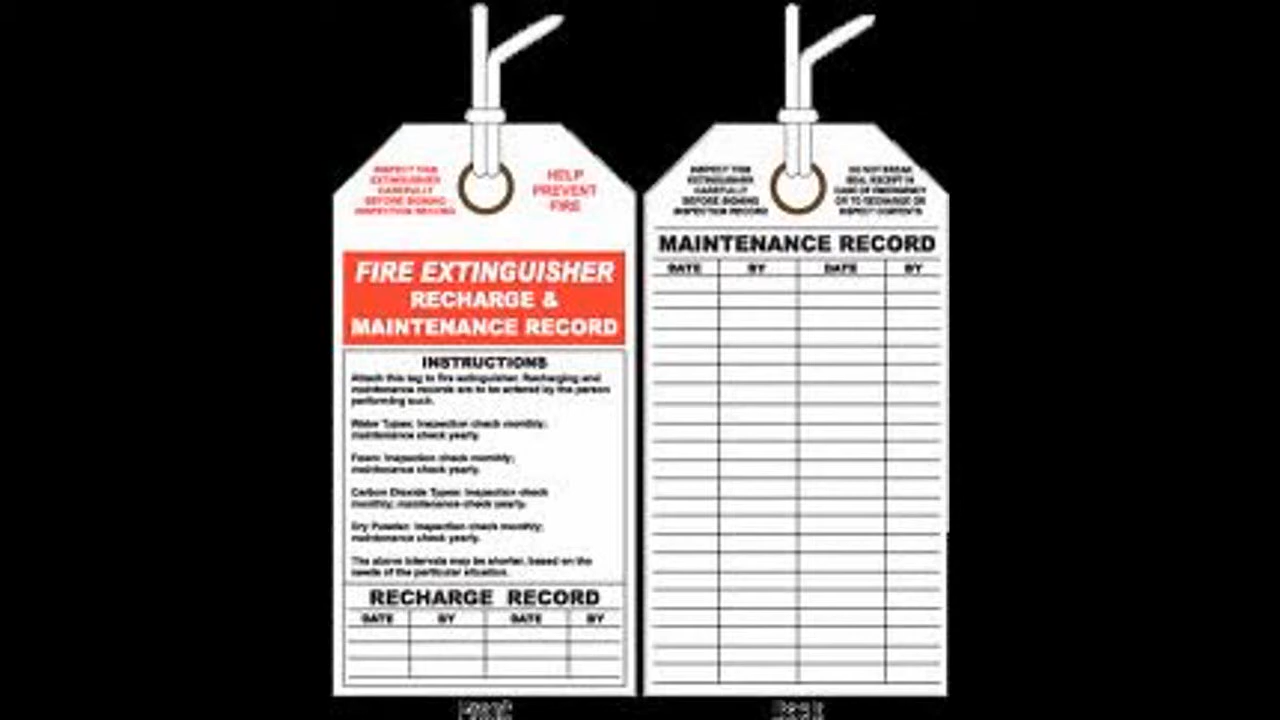 INSPECT THIS
EXTINGUISHER
CAREFULLY
BEFORE SIGNING
INSPECTION RECORD
HELP
PREVENT
FIRE
FIRE EXTINGUISHER
RECHARGE &
MAINTENANCE RECORD
INSTRUCTIONS
Attach this tag to fire extinguisher. Recharging and
maintenance records are to be entered by the person
performing such.
Water Types: Inspection check monthly;
maintenance check yearly.
Foam: Inspection check monthly;
maintenance check yearly.
Carbon Dioxide Types: Inspection check
monthly; maintenance check yearly.
Dry Powder: Inspection check monthly;
maintenance check yearly.
The above intervals may be shorter, based on the
needs of the particular situation.
RECHARGE RECORD
DATE BY DATE BY
INSPECT THIS
EXTINGUISHER
CAREFULLY
BEFORE SIGNING
INSPECTION RECORD
DO NOT BREAK
SEAL EXCEPT IN
CASE OF EMERGENCY
OR TO RECHARGE OR
INSPECT CONTENTS
MAINTENANCE RECORD
DATE BY DATE BY